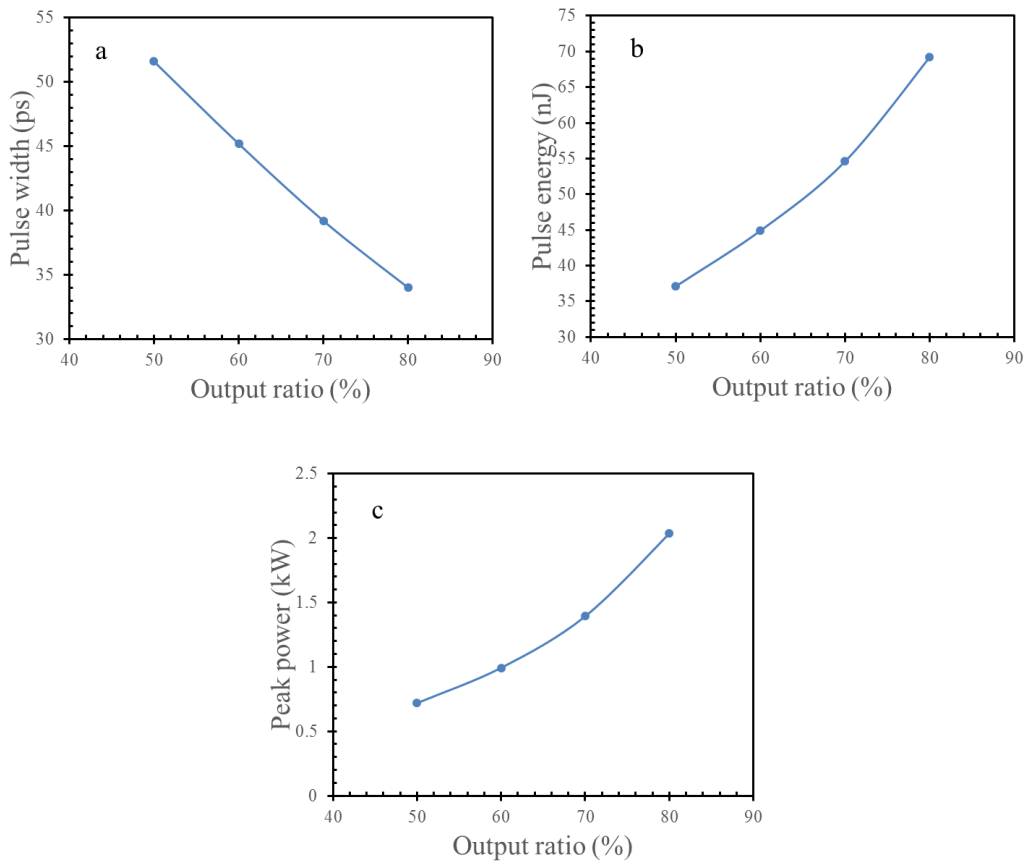 a
Pulse width (ps)
55
50
45
40
35
30
40 50 60 70 80 90
Output ratio (%)
b
Pulse energy (nJ)
75
70
65
60
55
50
45
40
35
30
40 50 60 70 80 90
Output ratio (%)
c
Peak power (kW)
2.5
2
1.5
1
0.5
0
40 50 60 70 80 90
Output ratio (%)